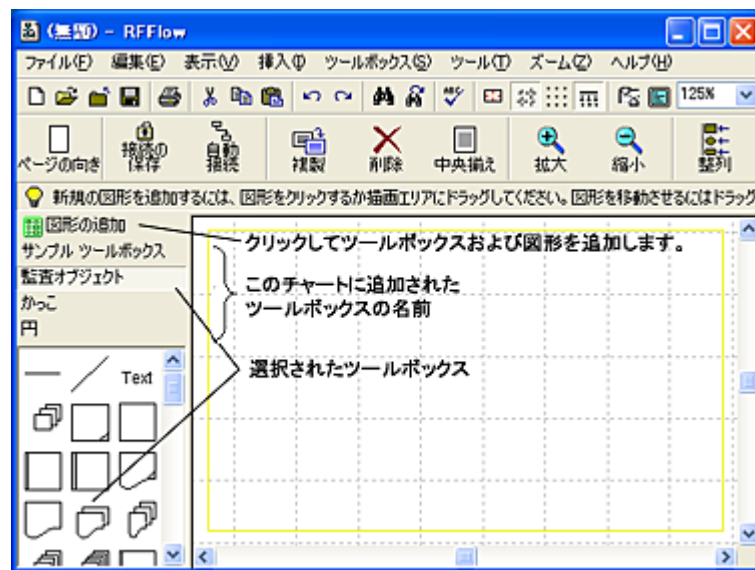 (無題) - RFFlow
ファイル(F) 編集(E) 表示(V) 挿入(I) ツールボックス(S) ツール(T) ズーム(Z) ヘルプ(H)
125%
ページの向き 接続の保存 自動接続 複製 削除 中央揃え 拡大 縮小 整列
新規の図形を追加するには、図形をクリックするか描画エリアにドラッグしてください。図形を移動させるにはドラッグ
図形の追加
クリックしてツールボックスおよび図形を追加します。
サンプル ツールボックス
監査オブジェクト
かっこ
円
このチャートに追加された
ツールボックスの名前
選択されたツールボックス
Text